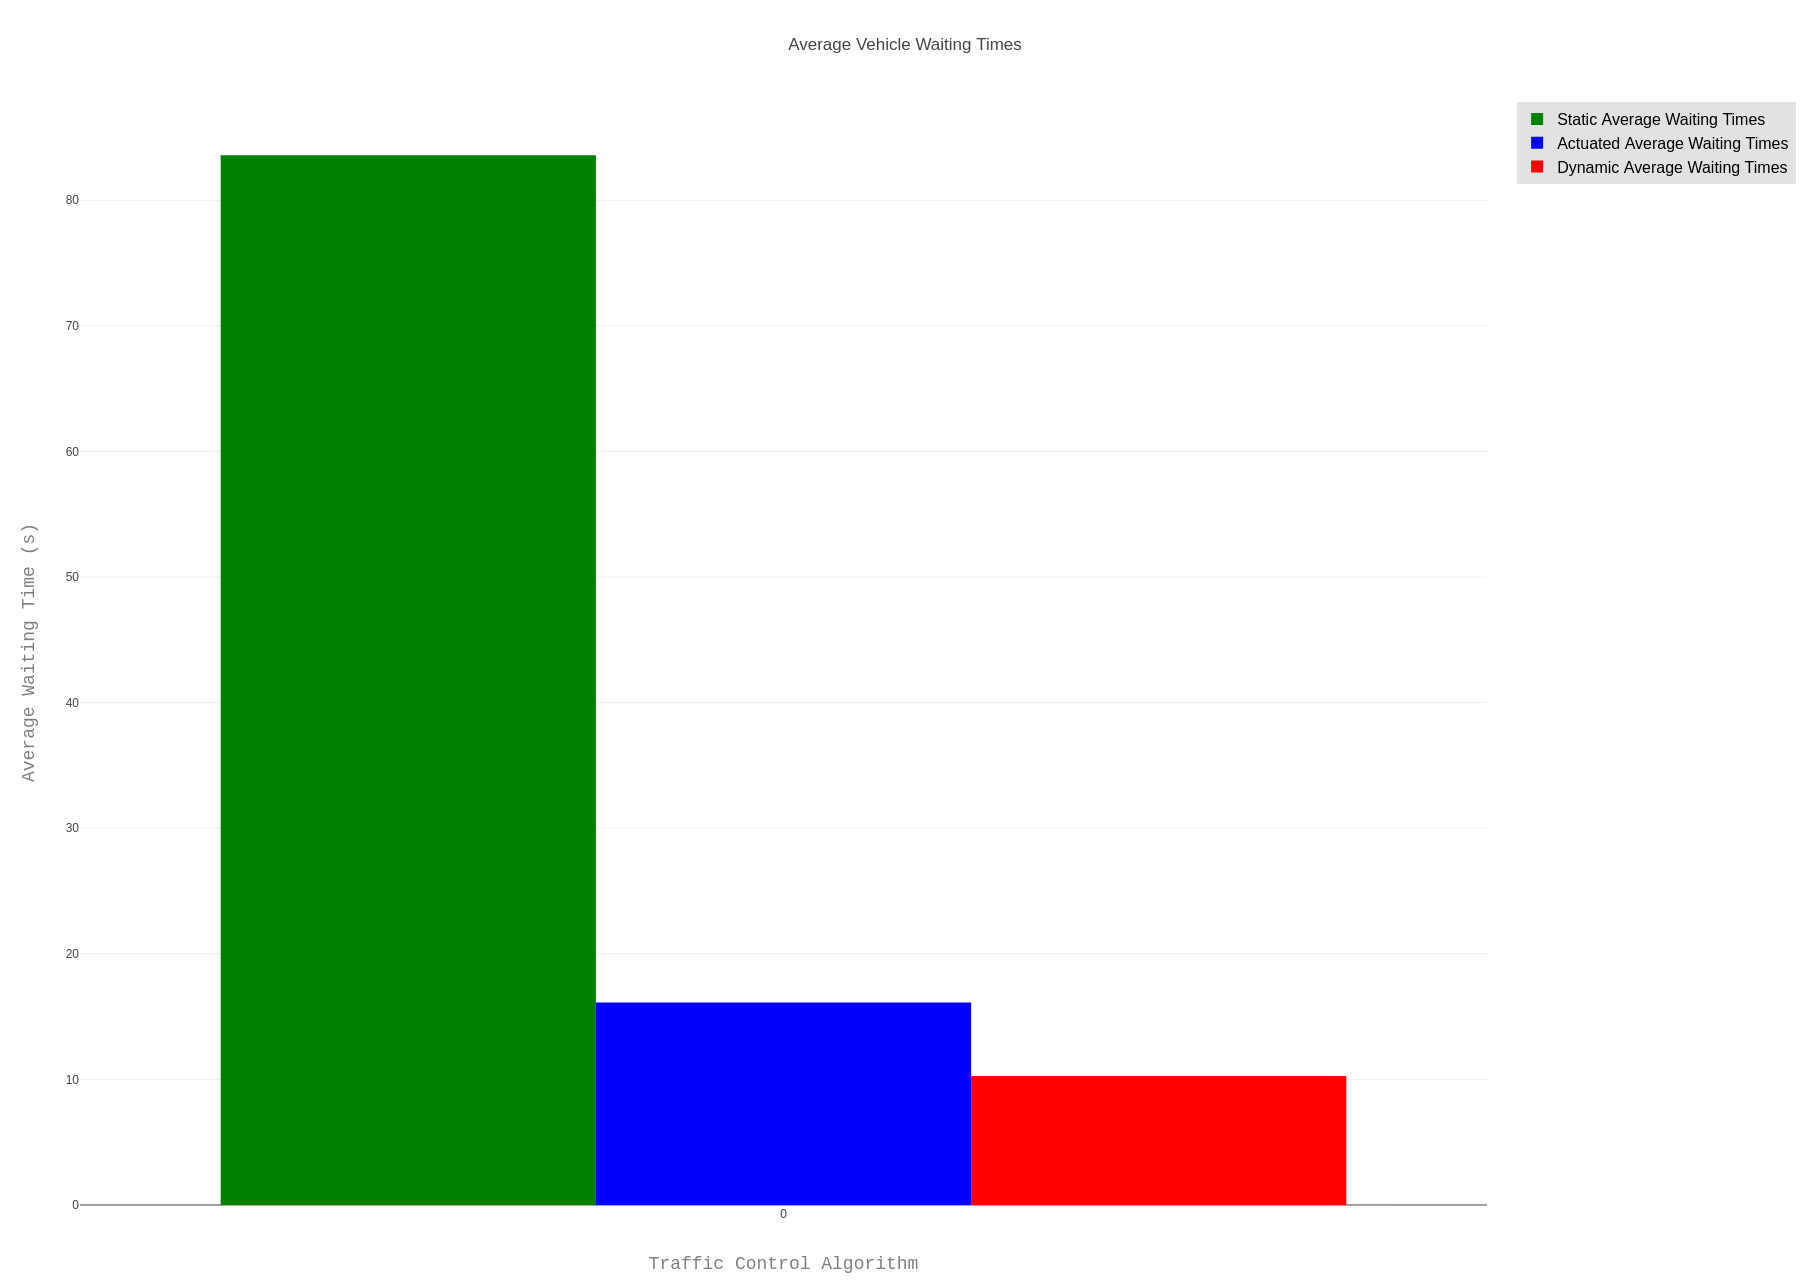 Average Vehicle Waiting Times
Static Average Waiting Times
Actuated Average Waiting Times
Dynamic Average Waiting Times
80
70
60
50
40
30
20
10
0
Average Waiting Time (s)
0
Traffic Control Algorithm